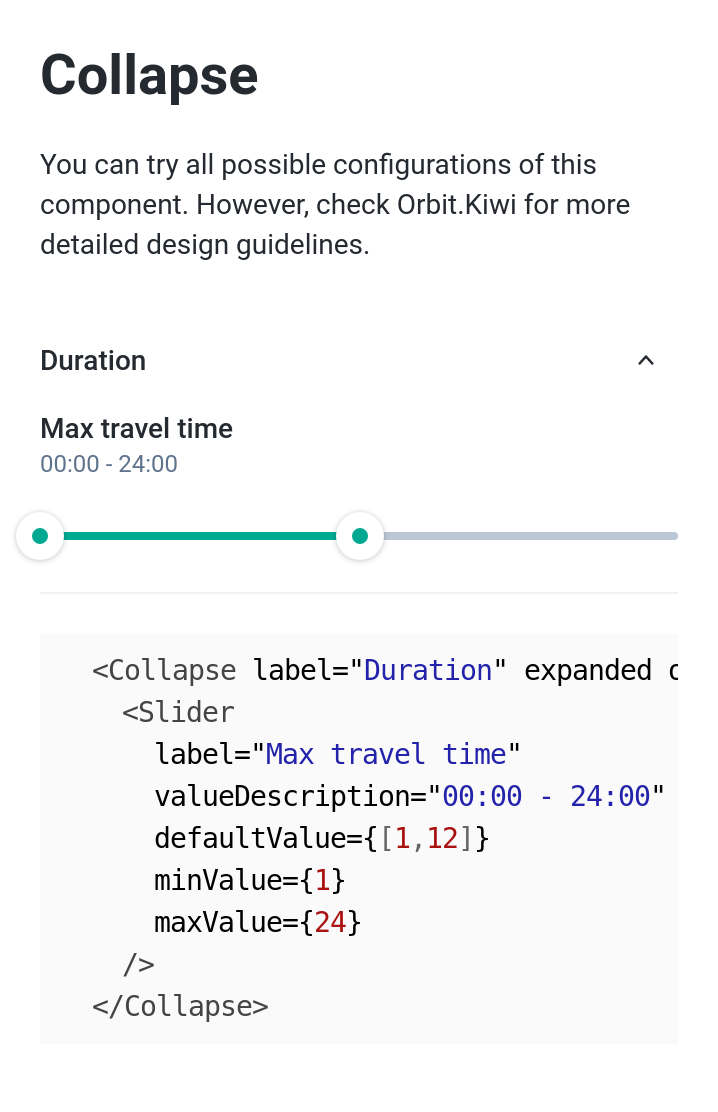 Collapse
You can try all possible configurations of this
component. However, check Orbit.Kiwi for more
detailed design guidelines.
Duration
Max travel time
00:00 - 24:00
<Collapse label="Duration" expanded
<Slider
label="Max travel time"
valueDescription="00:00 - 24:00"
defaultValue={[1,12]}
minValue={1}
maxValue={24}
/>
</Collapse>